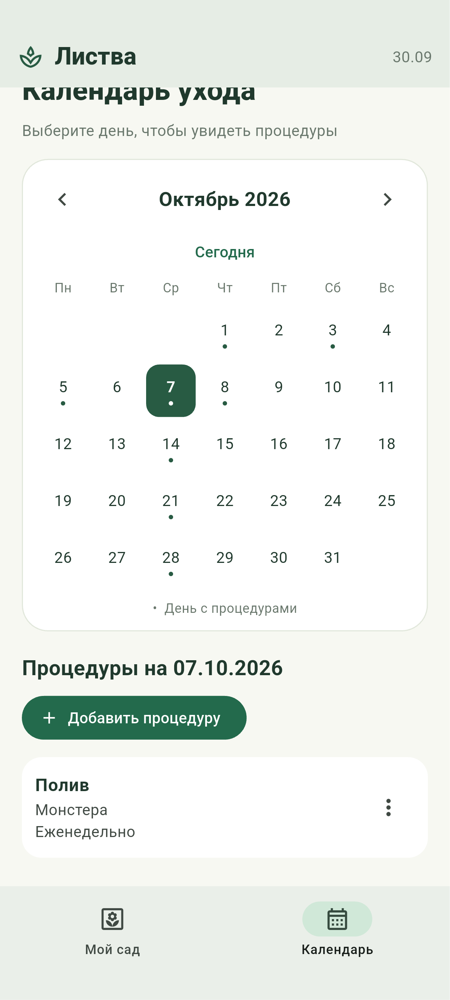 Листва 30.09
Календарь ухода
Выберите день, чтобы увидеть процедуры
Октябрь 2026
Сегодня
Пн Вт Ср Чт Пт Сб Вс
1 2 3 4
5 6 7 8 9 10 11
12 13 14 15 16 17 18
19 20 21 22 23 24 25
26 27 28 29 30 31
• День с процедурами
Процедуры на 07.10.2026
+ Добавить процедуру
Полив
Монстера
Еженедельно
Мой сад Календарь